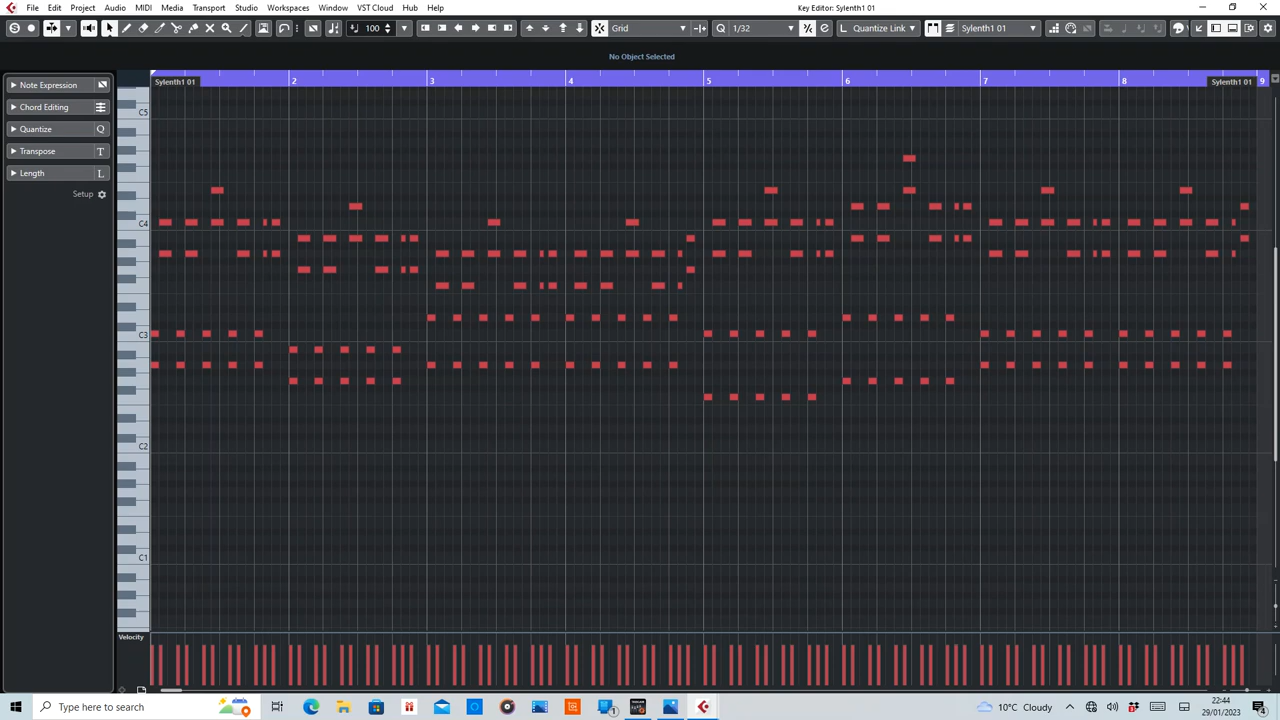 Key Editor: Sylenth1 01
File Edit Project Audio MIDI Media Transport Studio Workspaces Window VST Cloud Hub Help
S 100 Grid Q 1/32 Quantize Link Sylenth1 01
No Object Selected
Sylenth1 01 2 3 4 5 6 7 8 Sylenth1 01 9
Note Expression
Chord Editing
Quantize Q
Transpose T
Length L
Setup
C5
C4
C3
C2
C1
Velocity
Type here to search
10°C Cloudy
22:44
29/01/2023